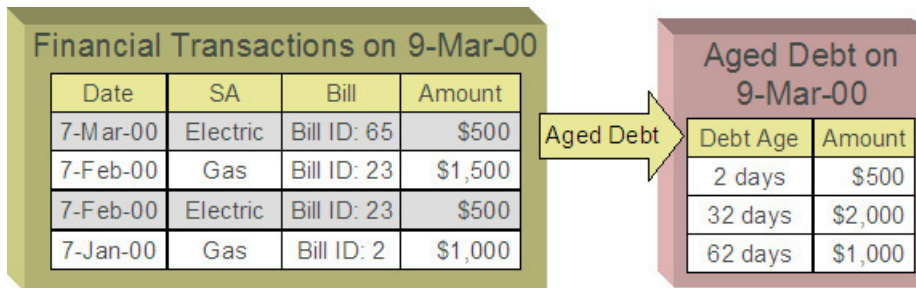 Financial Transactions on 9-Mar-00
Date SA Bill Amount
7-Mar-00 Electric Bill ID: 65 $500
7-Feb-00 Gas Bill ID: 23 $1,500
7-Feb-00 Electric Bill ID: 23 $500
7-Jan-00 Gas Bill ID: 2 $1,000
Aged Debt
Aged Debt on
9-Mar-00
Debt Age Amount
2 days $500
32 days $2,000
62 days $1,000